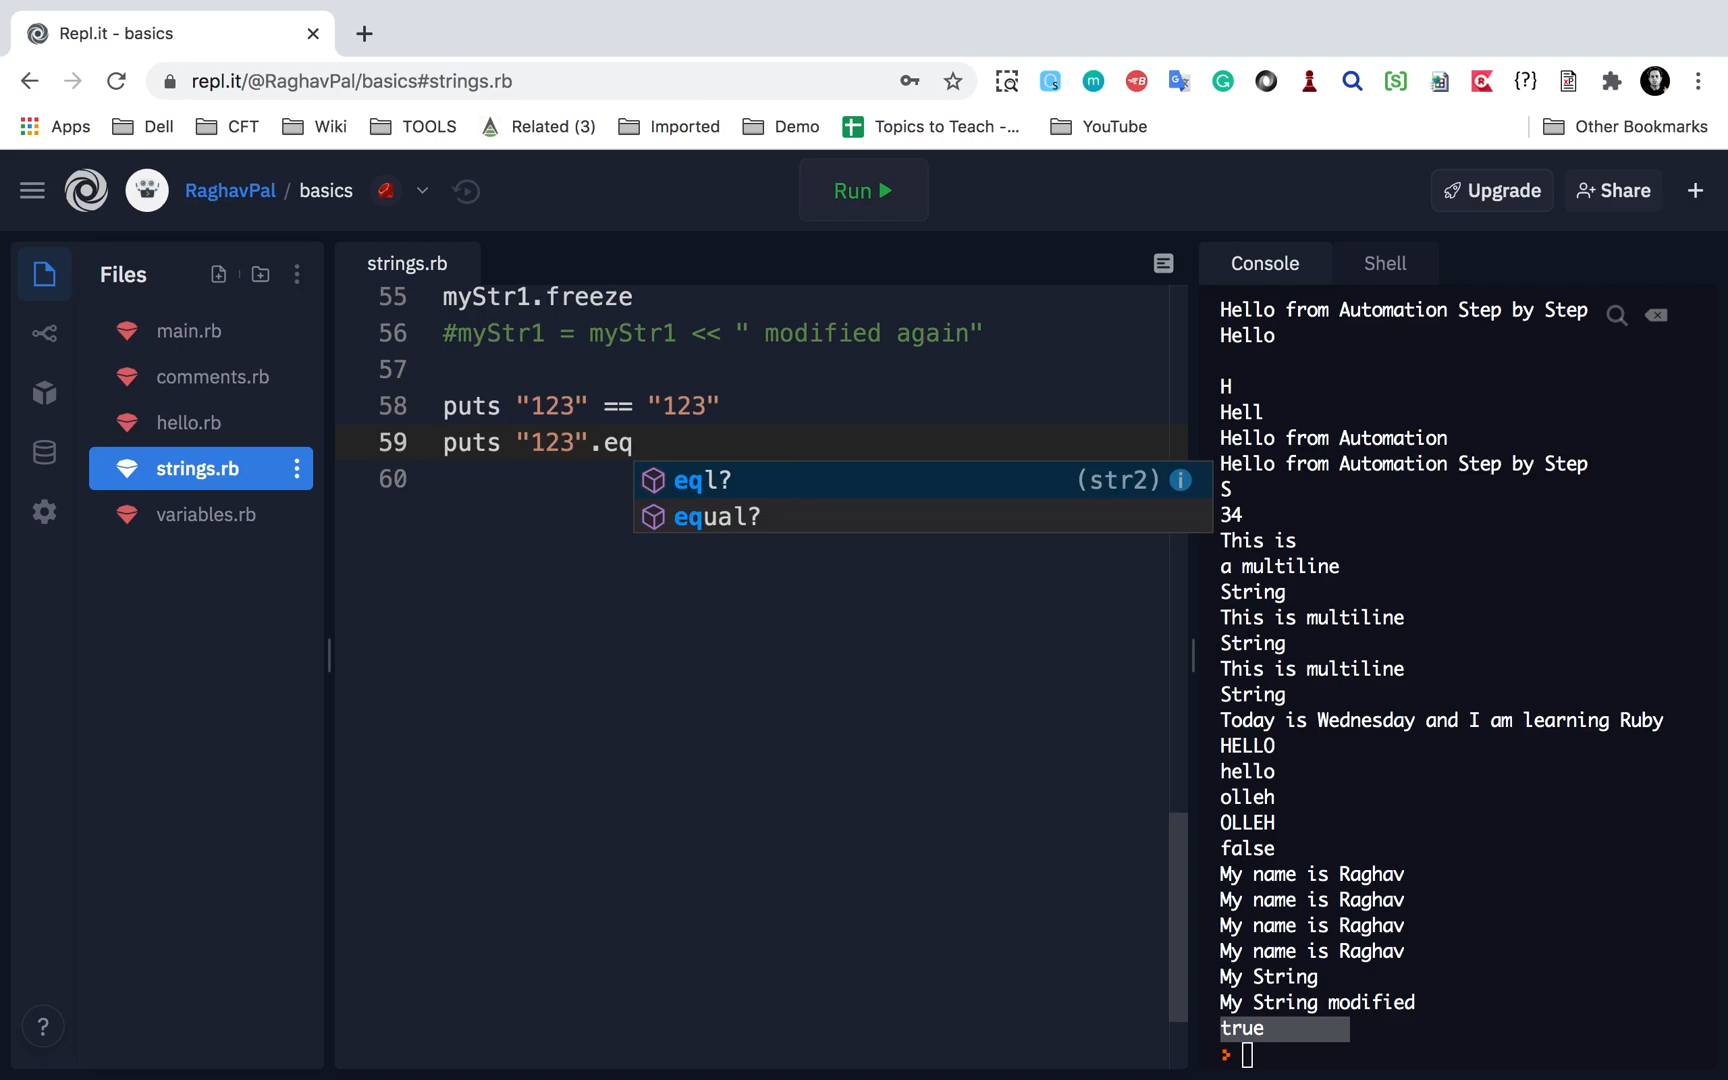 Repl.it - basics
repl.it/@RaghavPal/basics#strings.rb
Apps Dell CFT Wiki TOOLS Related (3) Imported Demo Topics to Teach -... YouTube Other Bookmarks
RaghavPal / basics Run Upgrade Share
Files
main.rb
comments.rb
hello.rb
strings.rb
variables.rb
?
strings.rb
55 myStr1.freeze
56 #myStr1 = myStr1 << " modified again"
57
58 puts "123" == "123"
59 puts "123".eq
60
eql? (str2)
equal?
Console Shell
Hello from Automation Step by Step
Hello
H
Hell
Hello from Automation
Hello from Automation Step by Step
S
34
This is
a multiline
String
This is multiline
String
This is multiline
String
Today is Wednesday and I am learning Ruby
HELLO
hello
olleh
OLLEH
false
My name is Raghav
My name is Raghav
My name is Raghav
My name is Raghav
My String
My String modified
true